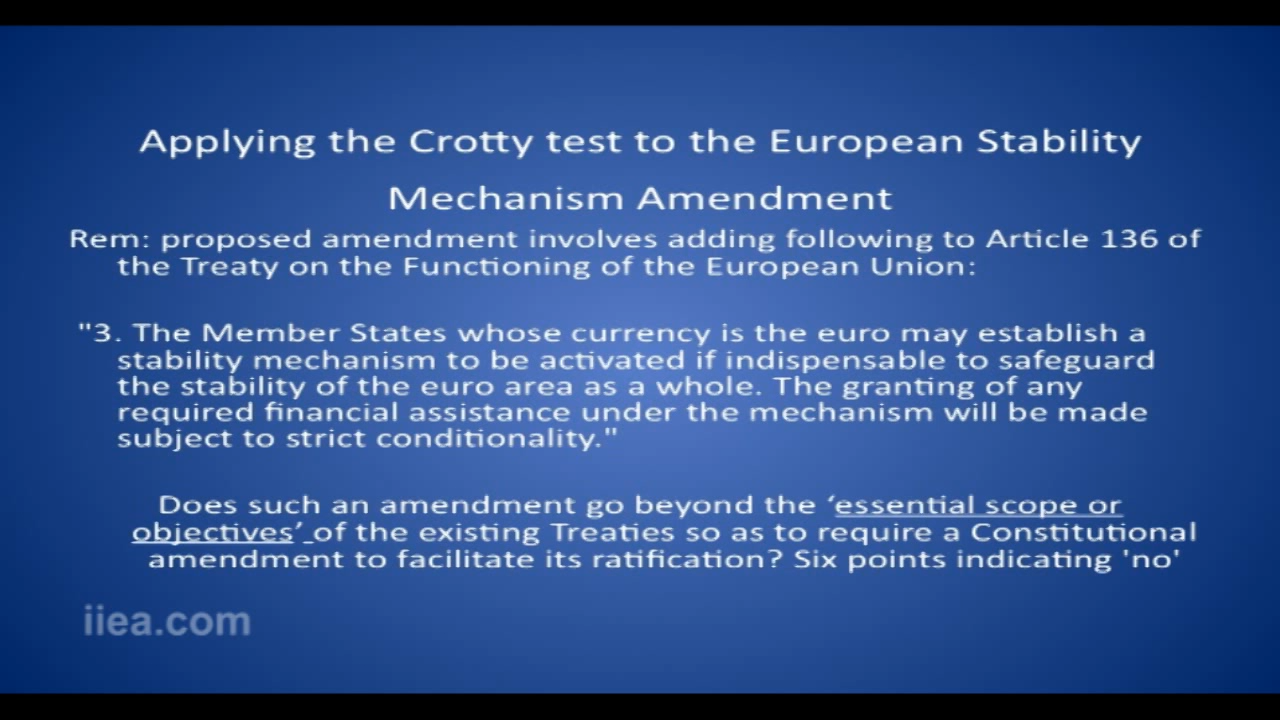 Applying the Crotty test to the European Stability
Mechanism Amendment
Rem: proposed amendment involves adding following to Article 136 of
the Treaty on the Functioning of the European Union:
"3. The Member States whose currency is the euro may establish a
stability mechanism to be activated if indispensable to safeguard
the stability of the euro area as a whole. The granting of any
required financial assistance under the mechanism will be made
subject to strict conditionality."
Does such an amendment go beyond the ‘essential scope or
objectives’ of the existing Treaties so as to require a Constitutional
amendment to facilitate its ratification? Six points indicating 'no'
iiea.com